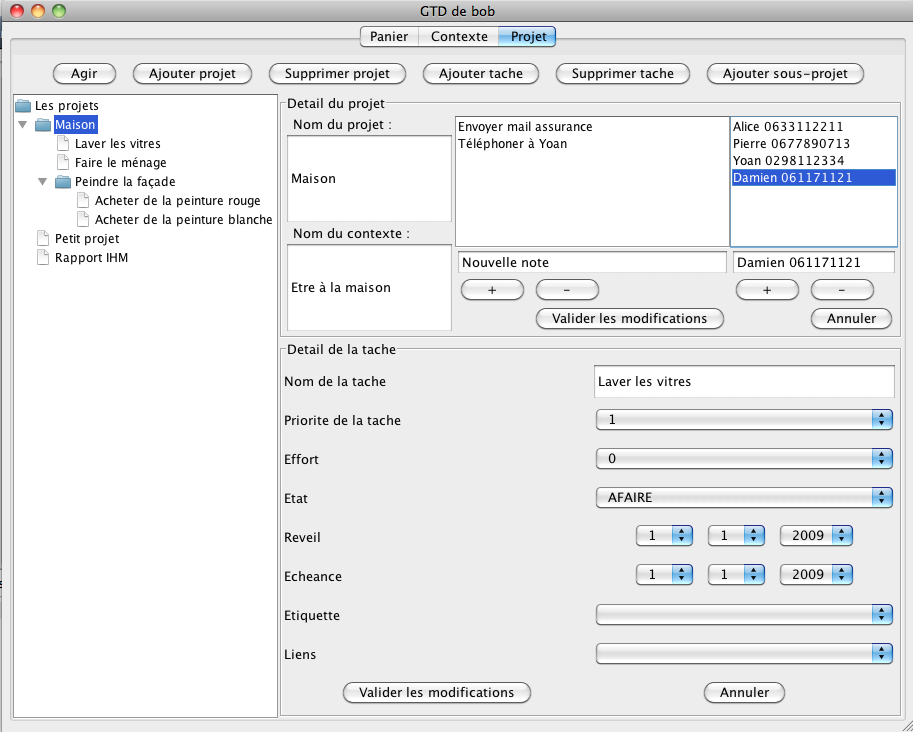 GTD de bob
Panier Contexte Projet
Agir Ajouter projet Supprimer projet Ajouter tache Supprimer tache Ajouter sous-projet
Les projets
Maison
Laver les vitres
Faire le ménage
Peindre la façade
Acheter de la peinture rouge
Acheter de la peinture blanche
Petit projet
Rapport IHM
Detail du projet
Nom du projet :
Maison
Nom du contexte :
Etre à la maison
Envoyer mail assurance
Téléphoner à Yoan
Nouvelle note
+ -
Alice 0633112211
Pierre 0677890713
Yoan 0298112334
Damien 061171121
Damien 061171121
+ -
Valider les modifications Annuler
Detail de la tache
Nom de la tache Laver les vitres
Priorite de la tache 1
Effort 0
Etat AFAIRE
Reveil 1 1 2009
Echeance 1 1 2009
Etiquette
Liens
Valider les modifications Annuler